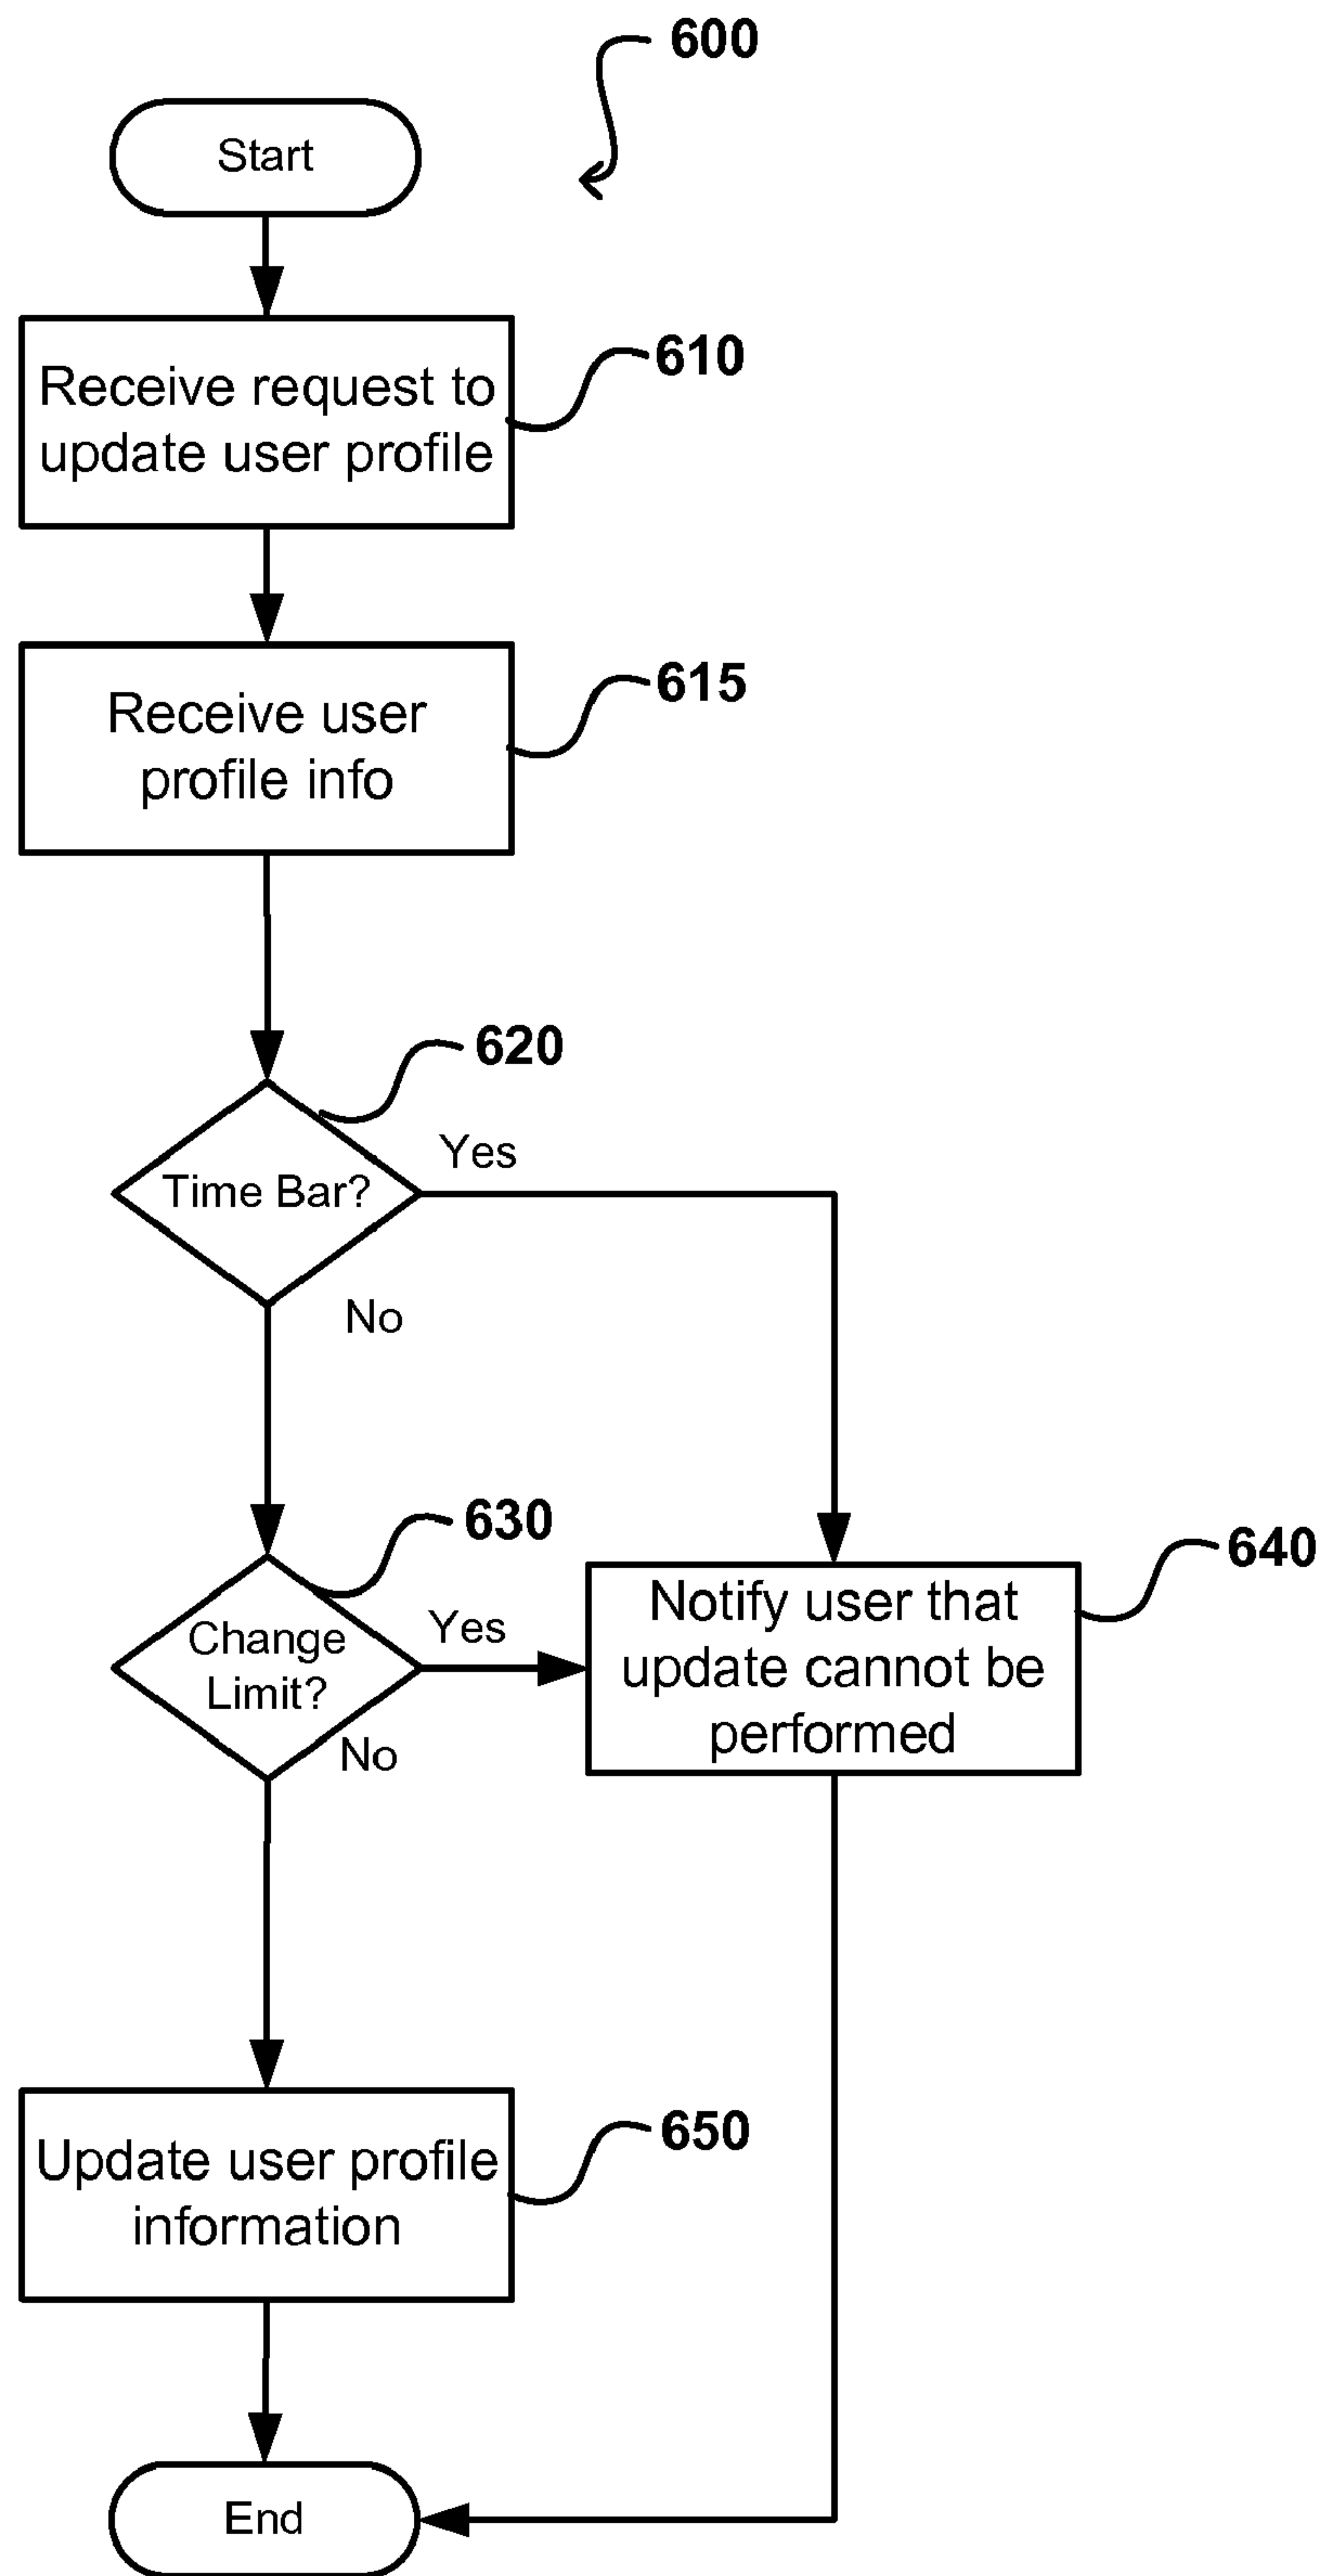 600
Start
Receive request to
update user profile
610
Receive user
profile info
615
620
Time Bar?
Yes
No
630
Change
Limit?
Yes
No
Notify user that
update cannot be
performed
640
Update user profile
information
650
End